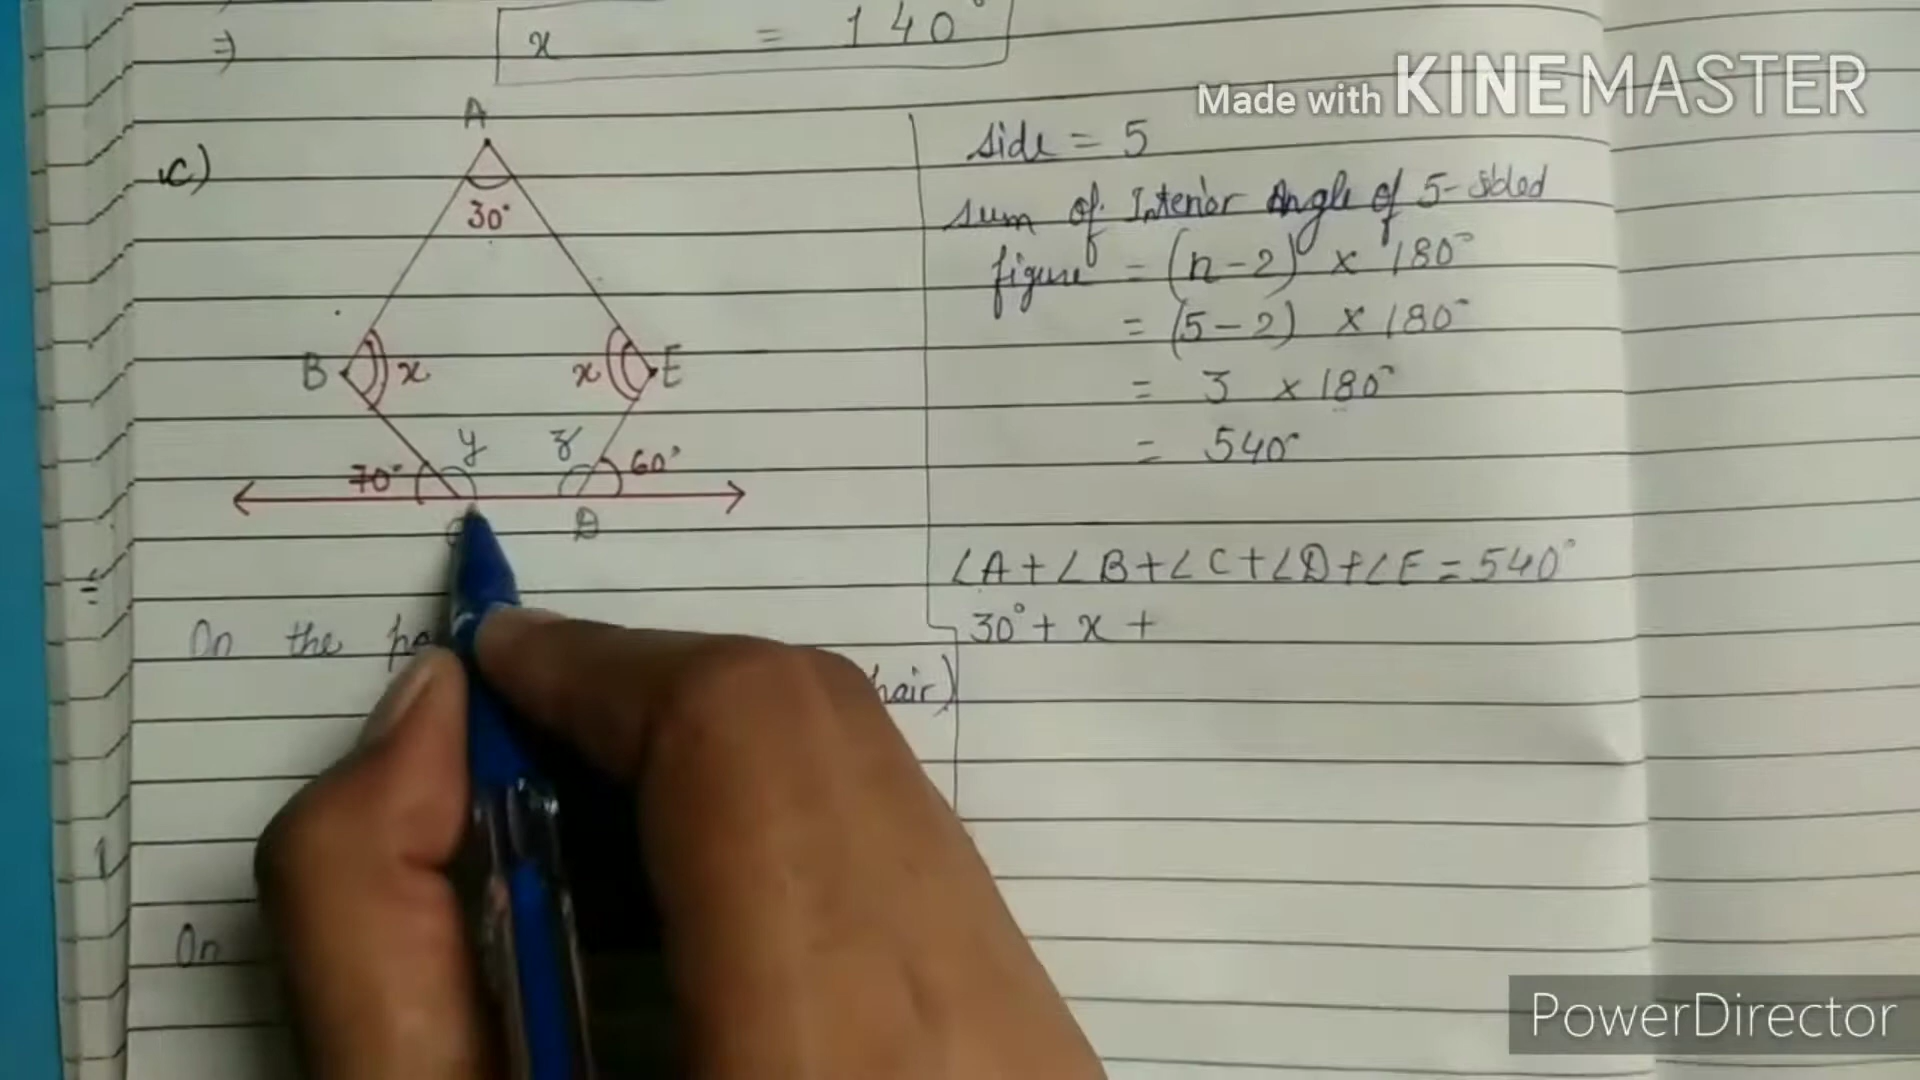 ⇒) x = 140°
Made with KINEMASTER
c)
A
30°
B x x E
y z
70° 60°
D
side = 5
sum of Interior Angle of 5-sided
figure = (n-2) × 180°
= (5-2) × 180°
= 3 × 180°
= 540°
∠A+∠B+∠C+∠D+∠E=540°
30°+ x +
On the
On
PowerDirector